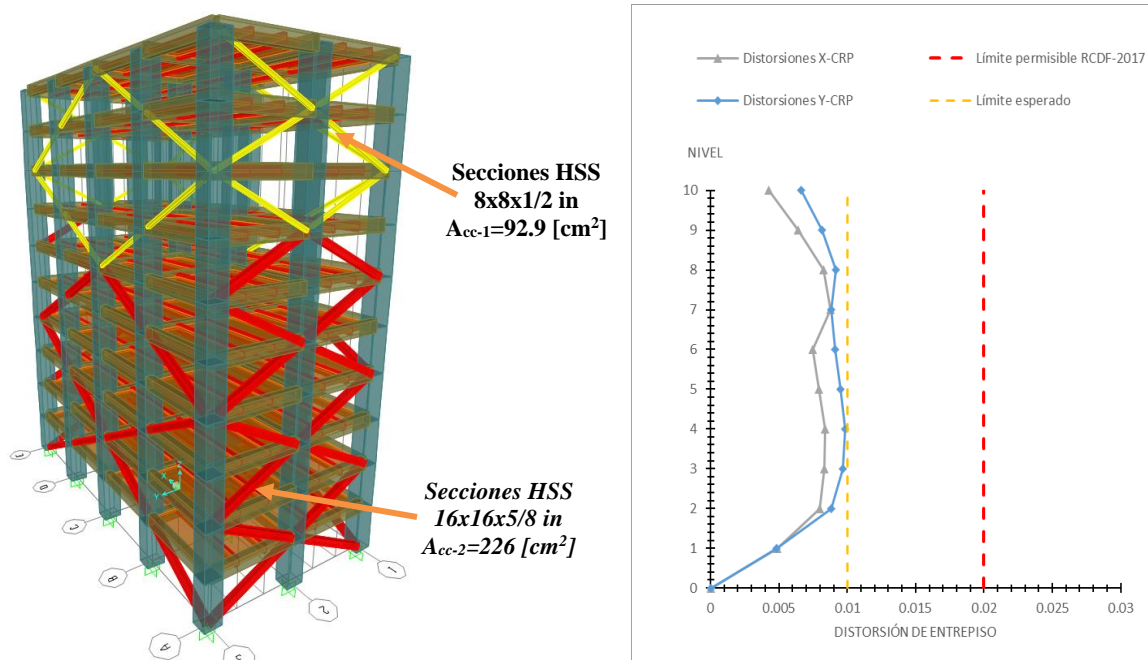 Secciones HSS
8x8x1/2 in
Acc-1=92.9 [cm²]
Secciones HSS
16x16x5/8 in
Acc-2=226 [cm²]
E
D
C
B
A
1
2
Distorsiones X-CRP
Límite permisible RCDF-2017
Distorsiones Y-CRP
Límite esperado
NIVEL
10
9
8
7
6
5
4
3
2
1
0
0 0.005 0.01 0.015 0.02 0.025 0.03
DISTORSIÓN DE ENTREPISO